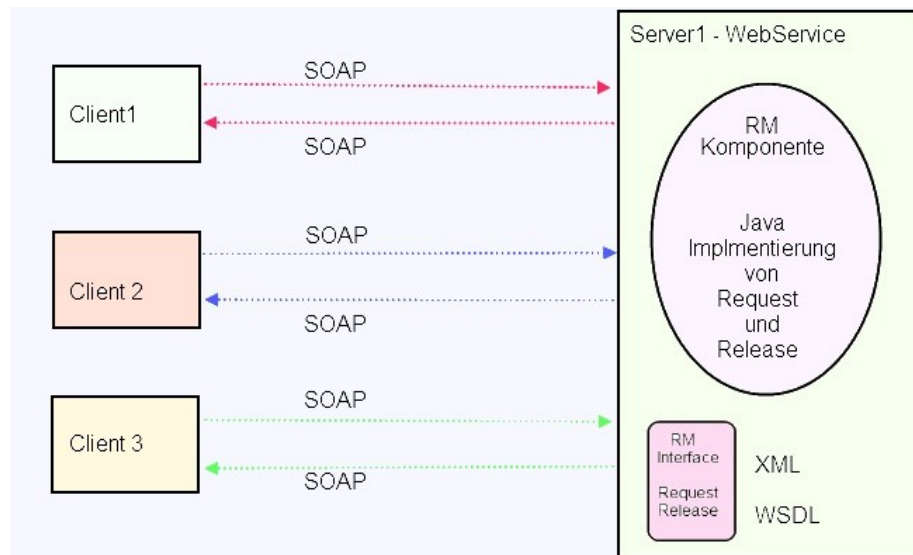 Server1 - WebService
SOAP
Client1
SOAP
RM
Komponente
SOAP
Client 2
SOAP
Java
Implmentierung
von
Request
und
Release
SOAP
Client 3
SOAP
RM
Interface
Request
Release
XML
WSDL